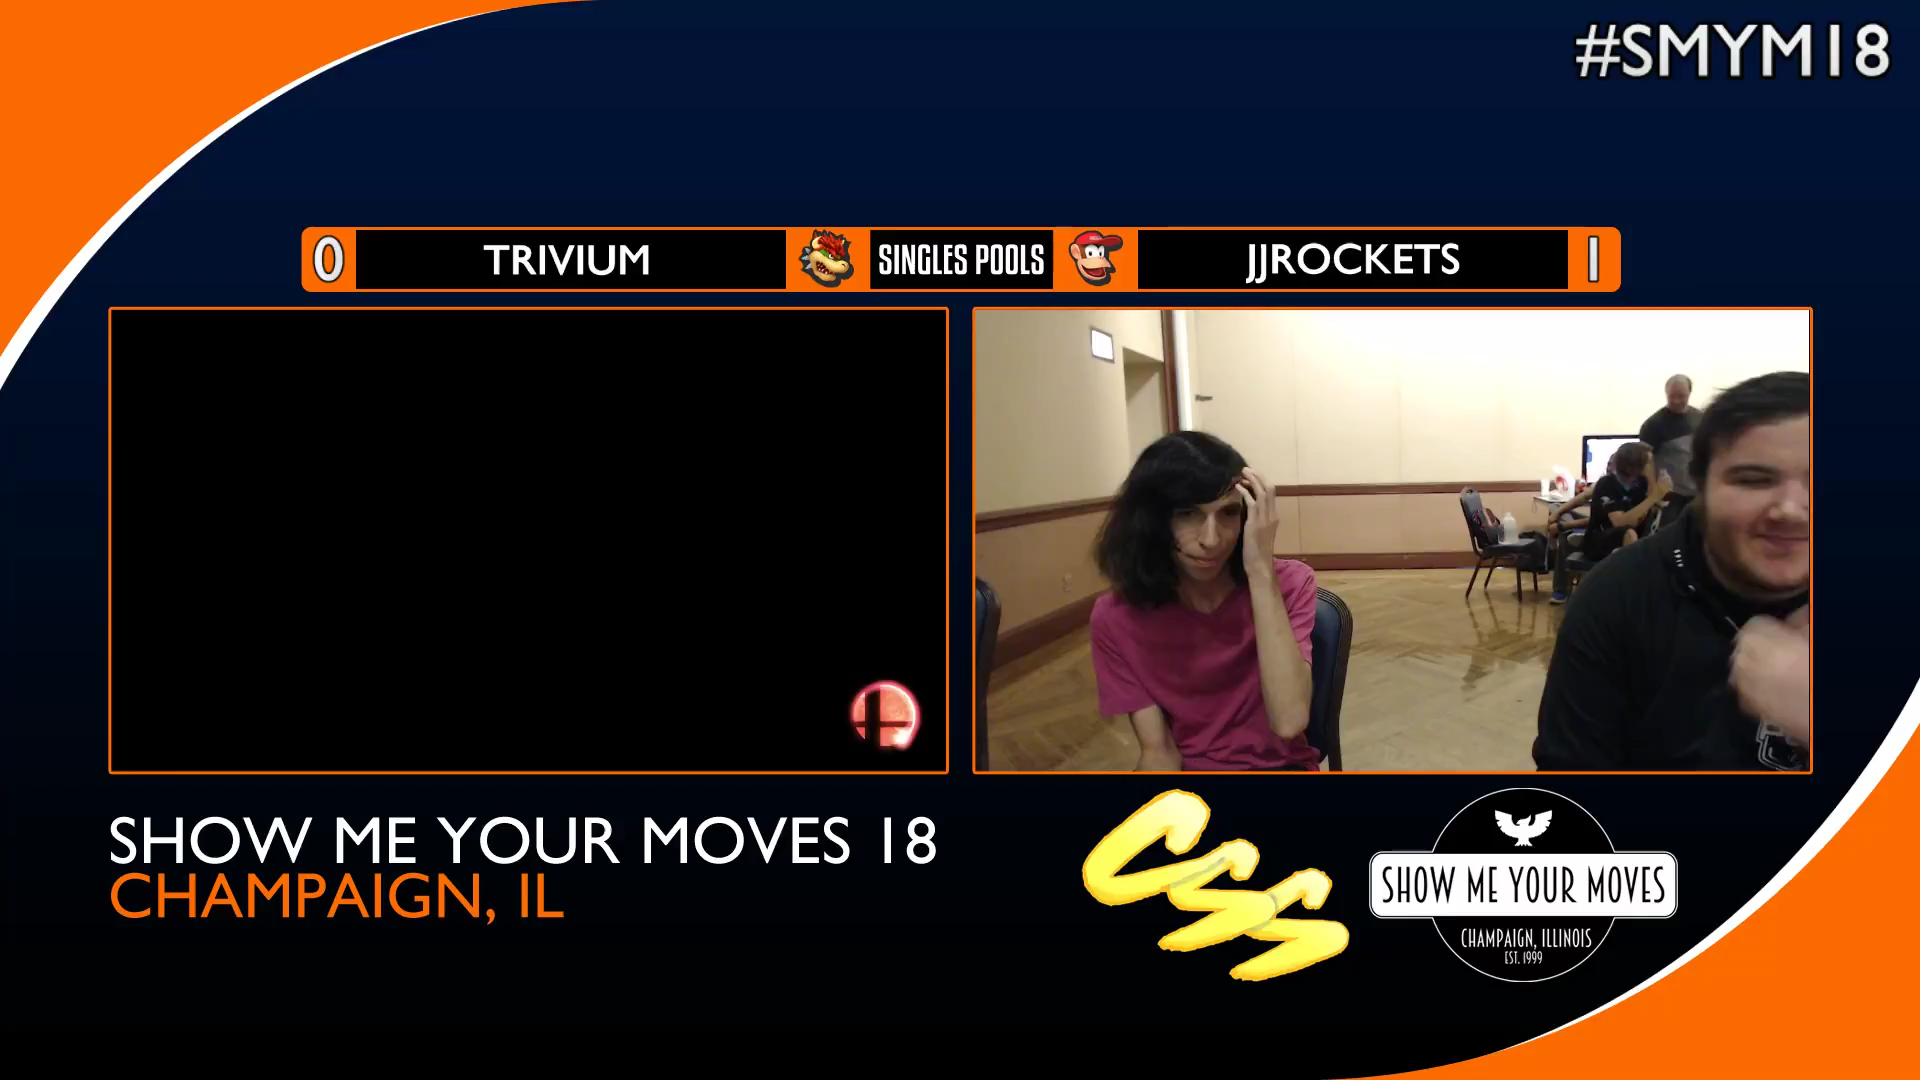 #SMYM18
0 TRIVIUM SINGLES POOLS JJROCKETS 1
SHOW ME YOUR MOVES 18
CHAMPAIGN, IL
CSS
SHOW ME YOUR MOVES
CHAMPAIGN, ILLINOIS
EST. 1999